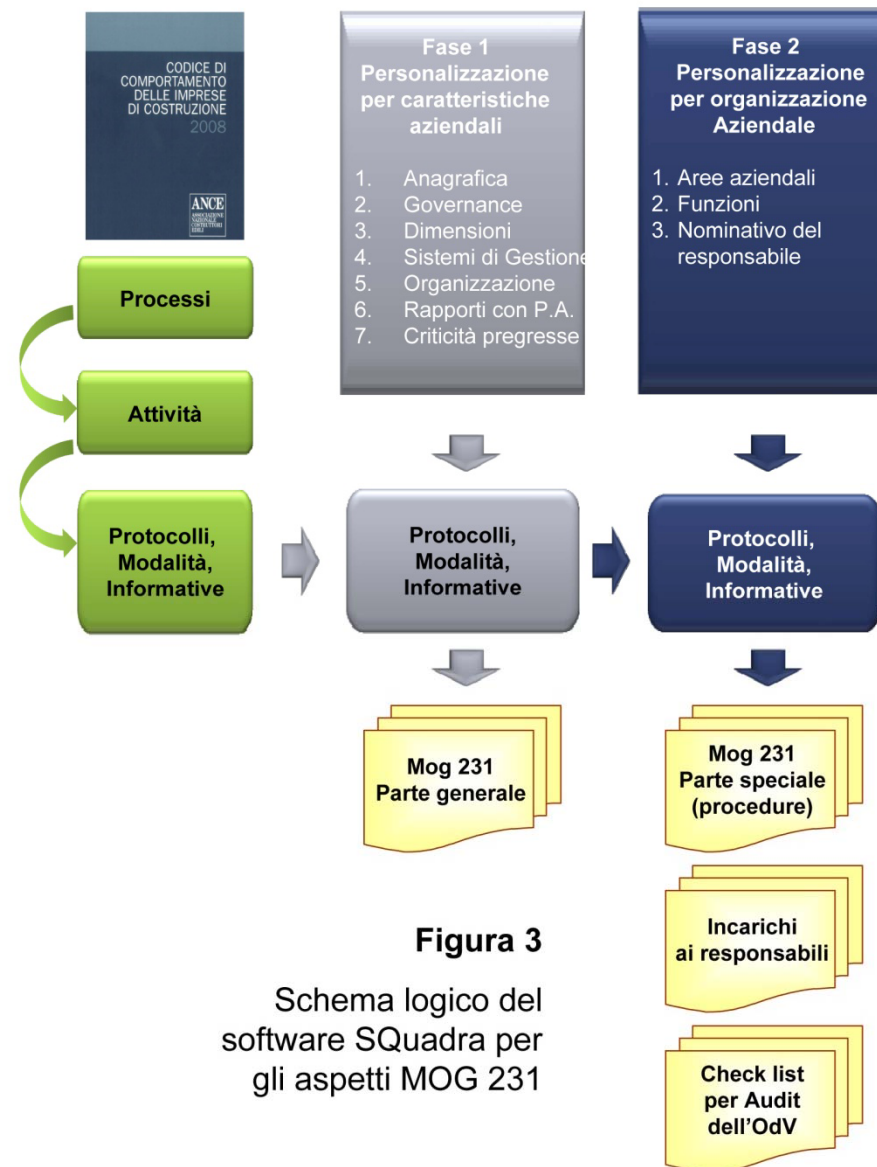 CODICE DI
COMPORTAMENTO
DELLE IMPRESE
DI COSTRUZIONE
2008
ANCE
ASSOCIAZIONE
NAZIONALE
COSTRUTTORI
EDILI
Processi
Attività
Protocolli,
Modalità,
Informative
Fase 1
Personalizzazione
per caratteristiche
aziendali
1. Anagrafica
2. Governance
3. Dimensioni
4. Sistemi di Gestione
5. Organizzazione
6. Rapporti con P.A.
7. Criticità pregresse
Protocolli,
Modalità,
Informative
Mog 231
Parte generale
Fase 2
Personalizzazione
per organizzazione
Aziendale
1. Aree aziendali
2. Funzioni
3. Nominativo del
responsabile
Protocolli,
Modalità,
Informative
Mog 231
Parte speciale
(procedure)
Incarichi
ai responsabili
Check list
per Audit
dell'OdV
Figura 3
Schema logico del
software SQuadra per
gli aspetti MOG 231